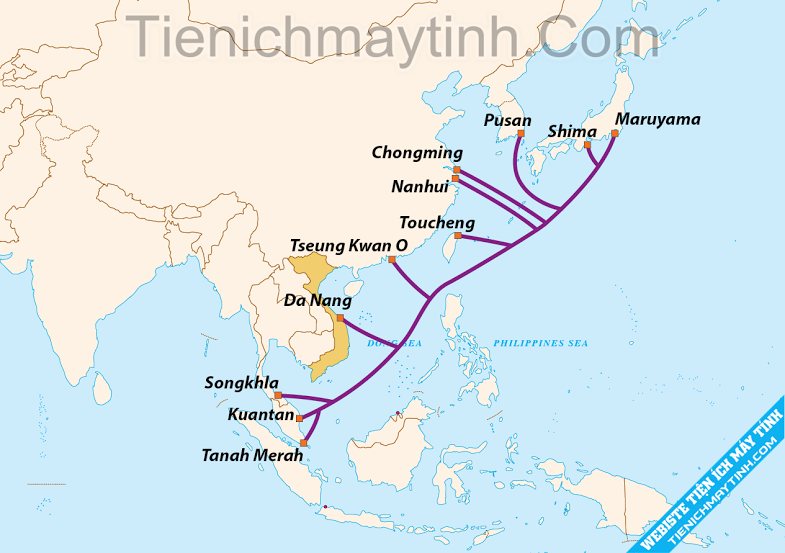 Tienichmaytinh.Com
Pusan
Shima
Maruyama
Chongming
Nanhui
Toucheng
Tseung Kwan O
Da Nang
DONG SEA
PHILIPPINES SEA
Songkhla
Kuantan
Tanah Merah
WEBISTE TIỆN ÍCH MÁY TÍNH
TIENICHMAYTINH.COM